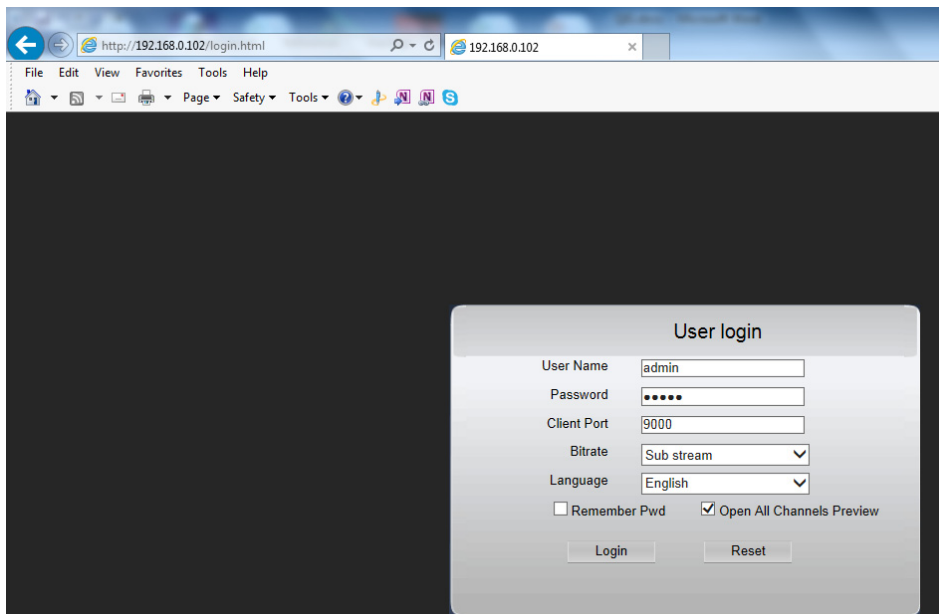 http://192.168.0.102/login.html
192.168.0.102
File Edit View Favorites Tools Help
Page Safety Tools
User login
User Name admin
Password •••••
Client Port 9000
Bitrate Sub stream
Language English
Remember Pwd Open All Channels Preview
Login Reset